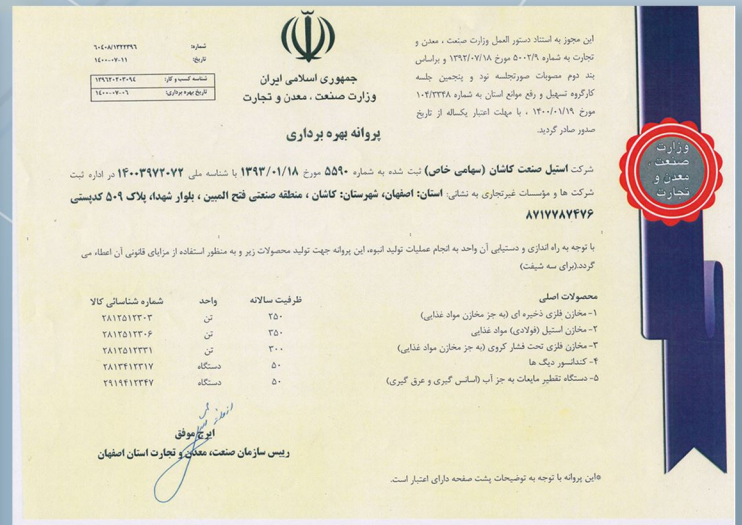 این مجوز به استناد دستور العمل وزارت صنعت ، معدن و
تجارت به شماره ۵۰۰۲/۹ مورخ ۱۳۹۲/۰۷/۱۸ و براساس
بند دوم مصوبات صورتجلسه نود و پنجمین جلسه
کارگروه تسهیل و رفع موانع استان به شماره ۱۰۴/۳۳۴۸
مورخ ۱۴۰۰/۰۱/۱۹ ، با مهلت اعتبار یکساله از تاریخ
صدور صادر گردید.
جمهوری اسلامی ایران
وزارت صنعت ، معدن و تجارت
پروانه بهره برداری
شماره: ۶۰۴۰۸/۱۳۲۲۳۹۶
تاریخ: ۱۴۰۰-۰۷-۱۱
شناسه کسب و کار: ۱۳۹۶۲۰۲۰۳۰۹۴
تاریخ بهره برداری: ۱۴۰۰-۰۷-۰۶
وزارت
صنعت
معدن و
تجارت
شرکت استیل صنعت کاشان (سهامی خاص) ثبت شده به شماره ۵۵۹۰ مورخ ۱۳۹۳/۰۱/۱۸ با شناسه ملی ۱۴۰۰۳۹۷۲۰۷۲ در اداره ثبت
شرکت ها و مؤسسات غیرتجاری به نشانی: استان: اصفهان، شهرستان: کاشان ، منطقه صنعتی فتح المبین ، بلوار شهدا، پلاک ۵۰۹ کدپستی
۸۷۱۷۷۸۷۴۷۶
با توجه به راه اندازی و دستیابی آن واحد به انجام عملیات تولید انبوه، این پروانه جهت تولید محصولات زیر و به منظور استفاده از مزایای قانونی آن اعطاء می
گردد.(برای سه شیفت)
محصولات اصلی ظرفیت سالانه واحد شماره شناسائی کالا
۱- مخازن فلزی ذخیره ای (به جز مخازن مواد غذایی) ۲۵۰ تن ۲۸۱۲۵۱۲۳۰۳
۲- مخازن استیل (فولادی) مواد غذایی ۳۵۰ تن ۲۸۱۲۵۱۲۳۰۶
۳- مخازن فلزی تحت فشار کروی (به جز مخازن مواد غذایی) ۳۰۰ تن ۲۸۱۲۵۱۲۳۳۱
۴- کندانسور دیگ ها ۵۰ دستگاه ۲۸۱۳۴۱۲۳۱۷
۵- دستگاه تقطیر مایعات به جز آب (اسانس گیری و عرق گیری) ۵۰ دستگاه ۲۹۱۹۴۱۲۳۴۷
ایرج موفق
رییس سازمان صنعت، معدن و تجارت استان اصفهان
*این پروانه با توجه به توضیحات پشت صفحه دارای اعتبار است.